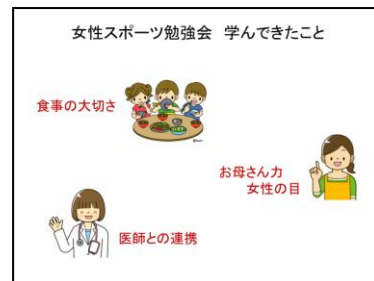 女性スポーツ勉強会　学んできたこと
食事の大切さ
お母さん力
女性の目
医師との連携